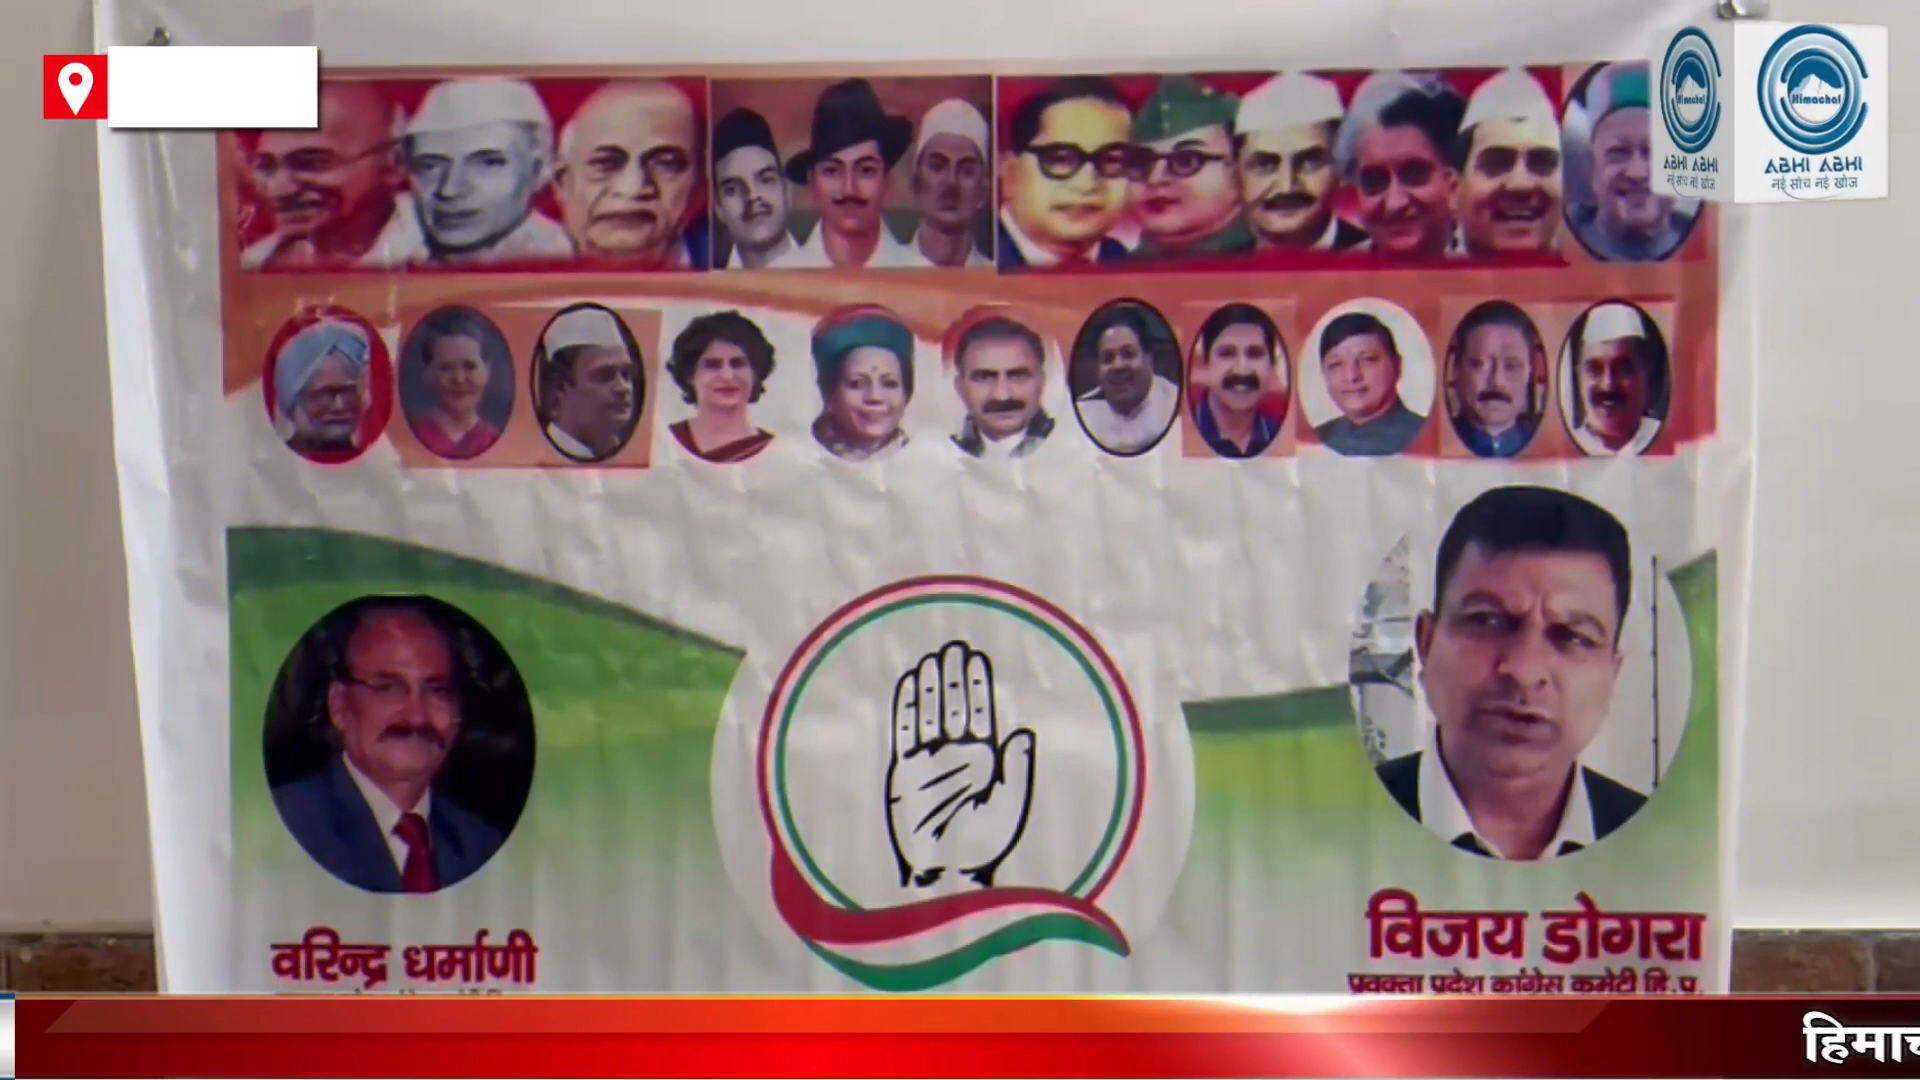 Himachal
ABHI ABHI
नई सोच नई खोज
Himachal
ABHI ABHI
नई सोच नई खोज
वरिन्द्र धर्माणी
विजय डोगरा
प्रवक्ता प्रदेश कांग्रेस कमेटी हि.प्र.